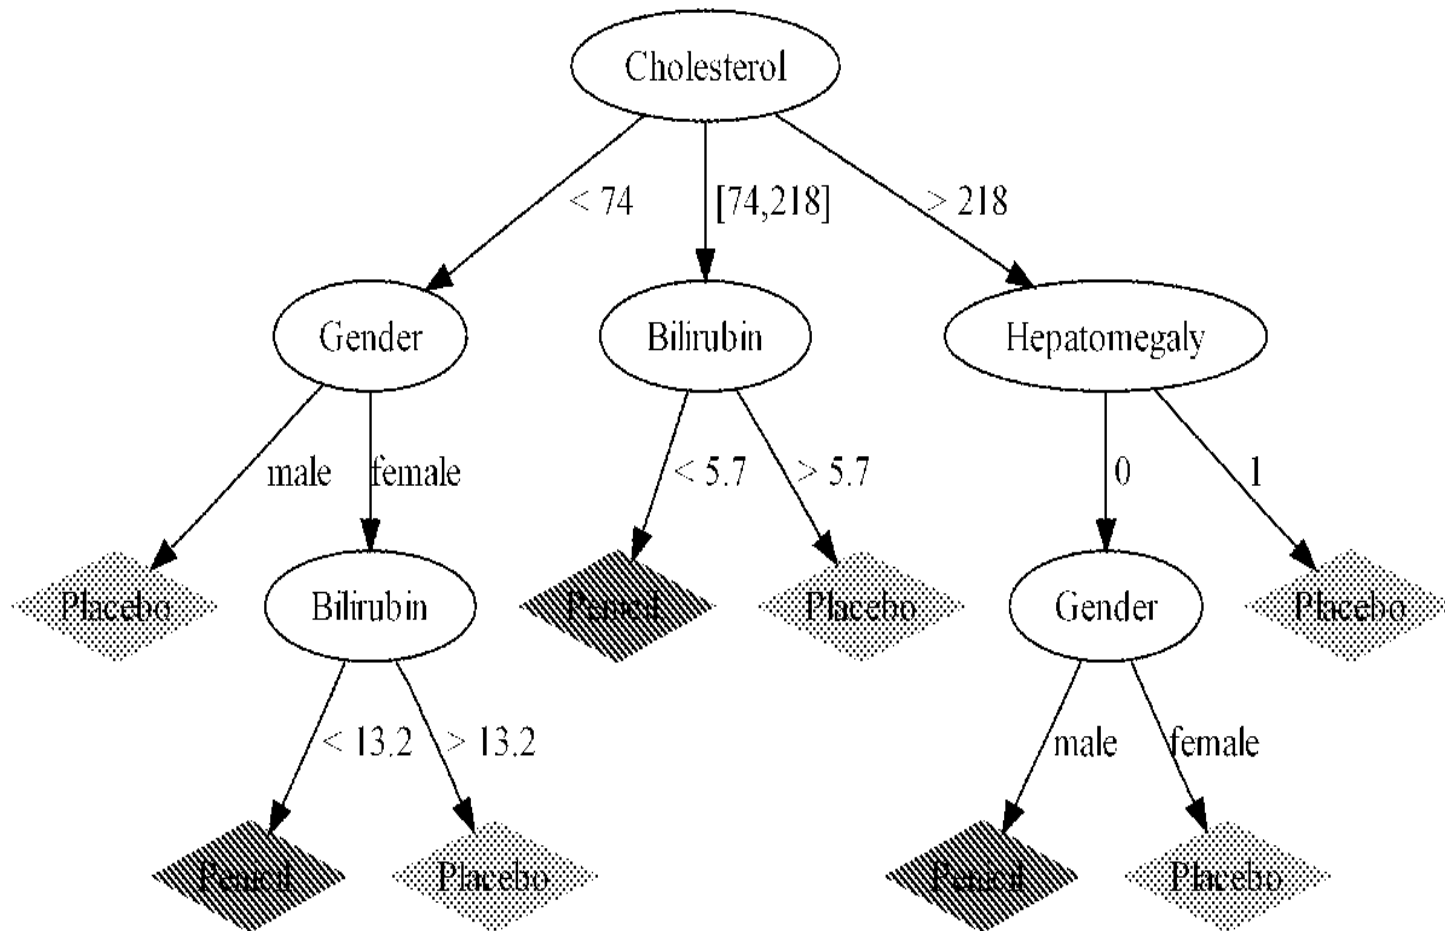 Cholesterol
< 74 [74,218] > 218
Gender Bilirubin Hepatomegaly
male female < 5.7 > 5.7 0 1
Placebo Bilirubin Penicil Placebo Gender Placebo
< 13.2 > 13.2 male female
Penicil Placebo Penicil Placebo